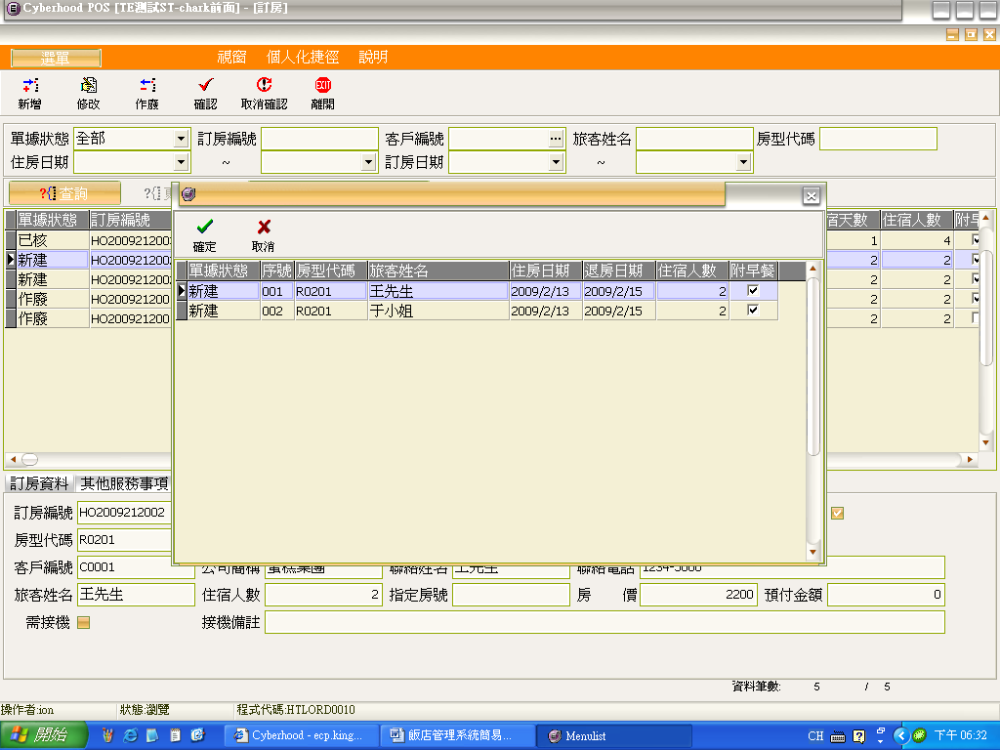 Cyberhood POS [TE測試ST-chark前面] - [訂房]
選單 視窗 個人化捷徑 說明
新增 修改 作廢 確認 取消確認 離開
單據狀態 全部 訂房編號 客戶編號 旅客姓名 房型代碼
住房日期 ~ 訂房日期 ~
查詢
確定 取消
單據狀態 訂房編號 宿天數 住宿人數 附早
已核 HO2009212003 1 4
新建 HO200921200 2 2
新建 HO200921200 2 2
作廢 HO200921200 2 2
作廢 HO200921200 2 2
單據狀態 序號 房型代碼 旅客姓名 住房日期 退房日期 住宿人數 附早餐
新建 001 R0201 王先生 2009/2/13 2009/2/15 2
新建 002 R0201 于小姐 2009/2/13 2009/2/15 2
訂房資料 其他服務事項
訂房編號 HO2009212002
房型代碼 R0201
客戶編號 C0001 公司簡稱 蛋糕集團 聯絡姓名 王先生 聯絡電話 1234-5000
旅客姓名 王先生 住宿人數 2 指定房號 房 價 2200 預付金額 0
需接機 接機備註
資料筆數: 5 / 5
操作者:ion 狀態:瀏覽 程式代碼:HTLORD0010
開始 Cyberhood - ecp king... 飯店管理系統簡易... Menulist CH 下午 06:32